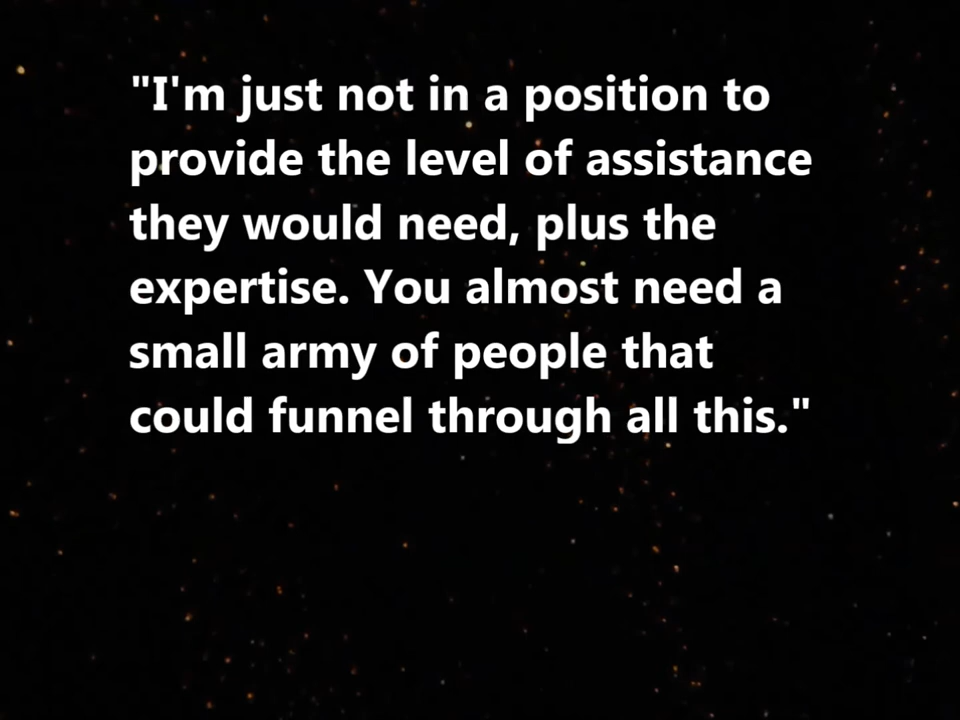 "I'm just not in a position to
provide the level of assistance
they would need, plus the
expertise. You almost need a
small army of people that
could funnel through all this."